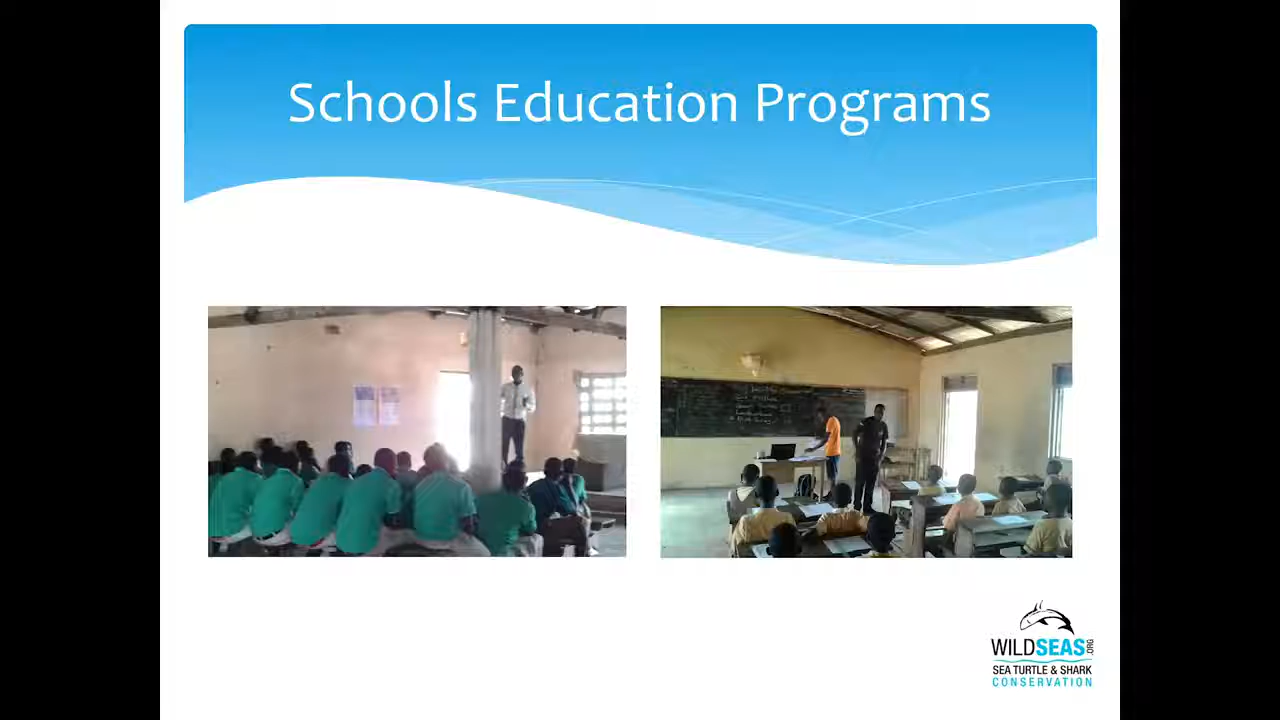 Schools Education Programs
WILDSEAS.ORG
SEA TURTLE & SHARK
CONSERVATION